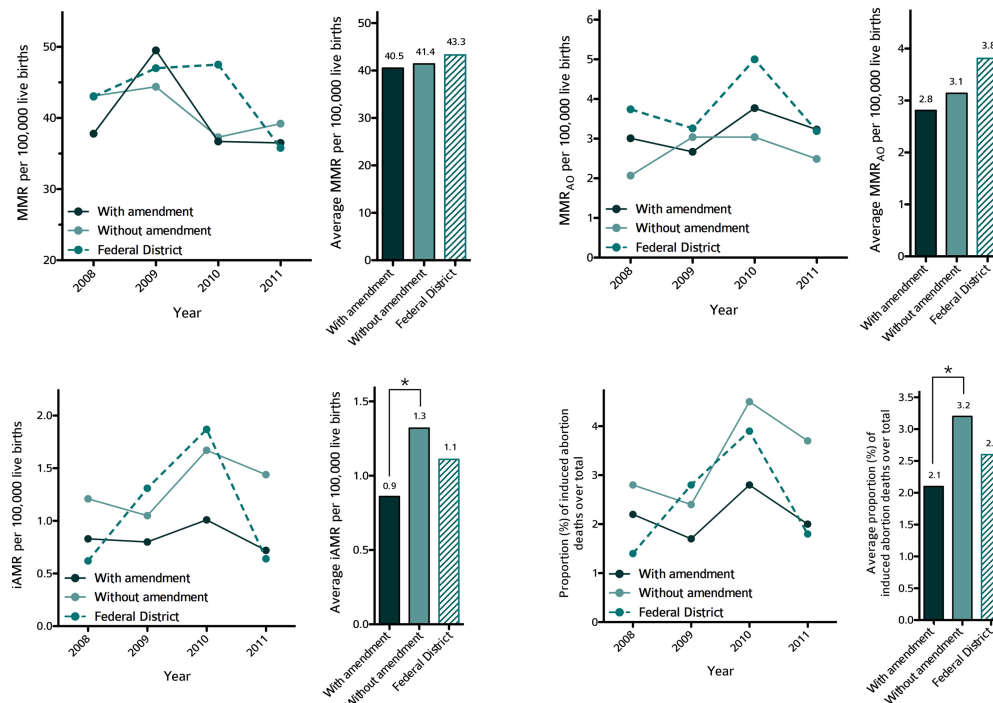 MMR per 100,000 live births
50
40
30
20
With amendment
Without amendment
Federal District
2008
2009
2010
2011
Year
Average MMR per 100,000 live births
50
40
30
20
10
0
40.5
41.4
43.3
With amendment
Without amendment
Federal District
MMRAO per 100,000 live births
6
5
4
3
2
1
0
With amendment
Without amendment
Federal District
2008
2009
2010
2011
Year
Average MMRAO per 100,000 live births
4
3
2
1
0
2.8
3.1
3.8
With amendment
Without amendment
Federal District
iAMR per 100,000 live births
2.0
1.5
1.0
0.5
0.0
With amendment
Without amendment
Federal District
2008
2009
2010
2011
Year
Average iAMR per 100,000 live births
1.5
1.0
0.5
0.0
*
0.9
1.3
1.1
With amendment
Without amendment
Federal District
Proportion (%) of induced abortion
deaths over total
4
2
0
With amendment
Without amendment
Federal District
2008
2009
2010
2011
Year
Average proportion (%) of
induced abortion deaths over total
3.5
3.0
2.5
2.0
1.5
1.0
0.5
0.0
*
2.1
3.2
2.
With amendment
Without amendment
Federal District